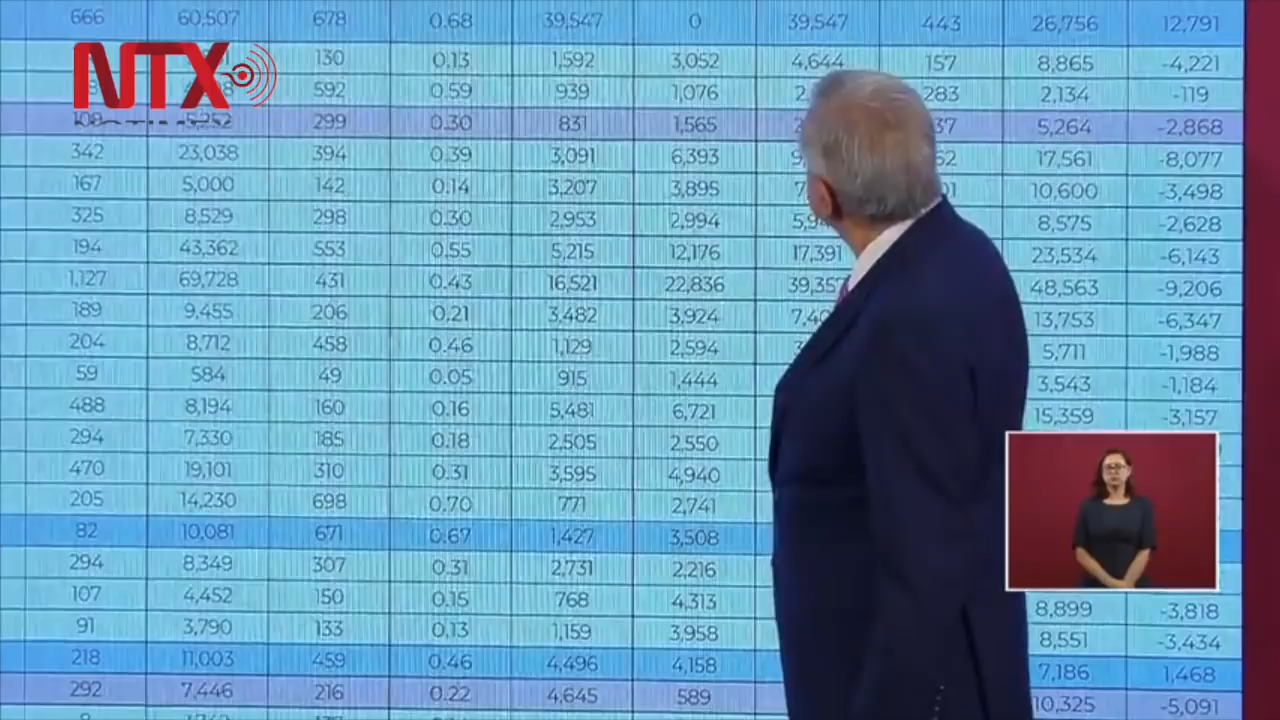 666 60,507 678 0.68 39,547 0 39,547 443 26,756 12,791
NTX
130 0.13 1,592 3,052 4,644 157 8,865 -4,221
592 0.59 939 1,076 283 2,134 -119
108 5,252 299 0.30 831 1,565 5,264 -2,868
342 23,038 394 0.39 3,091 6,393 17,561 -8,077
167 5,000 142 0.14 3,207 3,895 10,600 -3,498
325 8,529 298 0.30 2,953 2,994 8,575 -2,628
194 43,362 553 0.55 5,215 12,176 17,391 23,534 -6,143
1,127 69,728 431 0.43 16,521 22,836 48,563 -9,206
189 9,455 206 0.21 3,482 3,924 13,753 -6,347
204 8,712 458 0.46 1,129 2,594 5,711 -1,988
59 584 49 0.05 915 1,444 3,543 -1,184
488 8,194 160 0.16 5,481 6,721 15,359 -3,157
294 7,330 185 0.18 2,505 2,550
470 19,101 310 0.31 3,595 4,940
205 14,230 698 0.70 771 2,741
82 10,081 671 0.67 1,427 3,508
294 8,349 307 0.31 2,731 2,216
107 4,452 150 0.15 768 4,313 8,899 -3,818
91 3,790 133 0.13 1,159 3,958 8,551 -3,434
218 11,003 459 0.46 4,496 4,158 7,186 1,468
292 7,446 216 0.22 4,645 589 10,325 -5,091